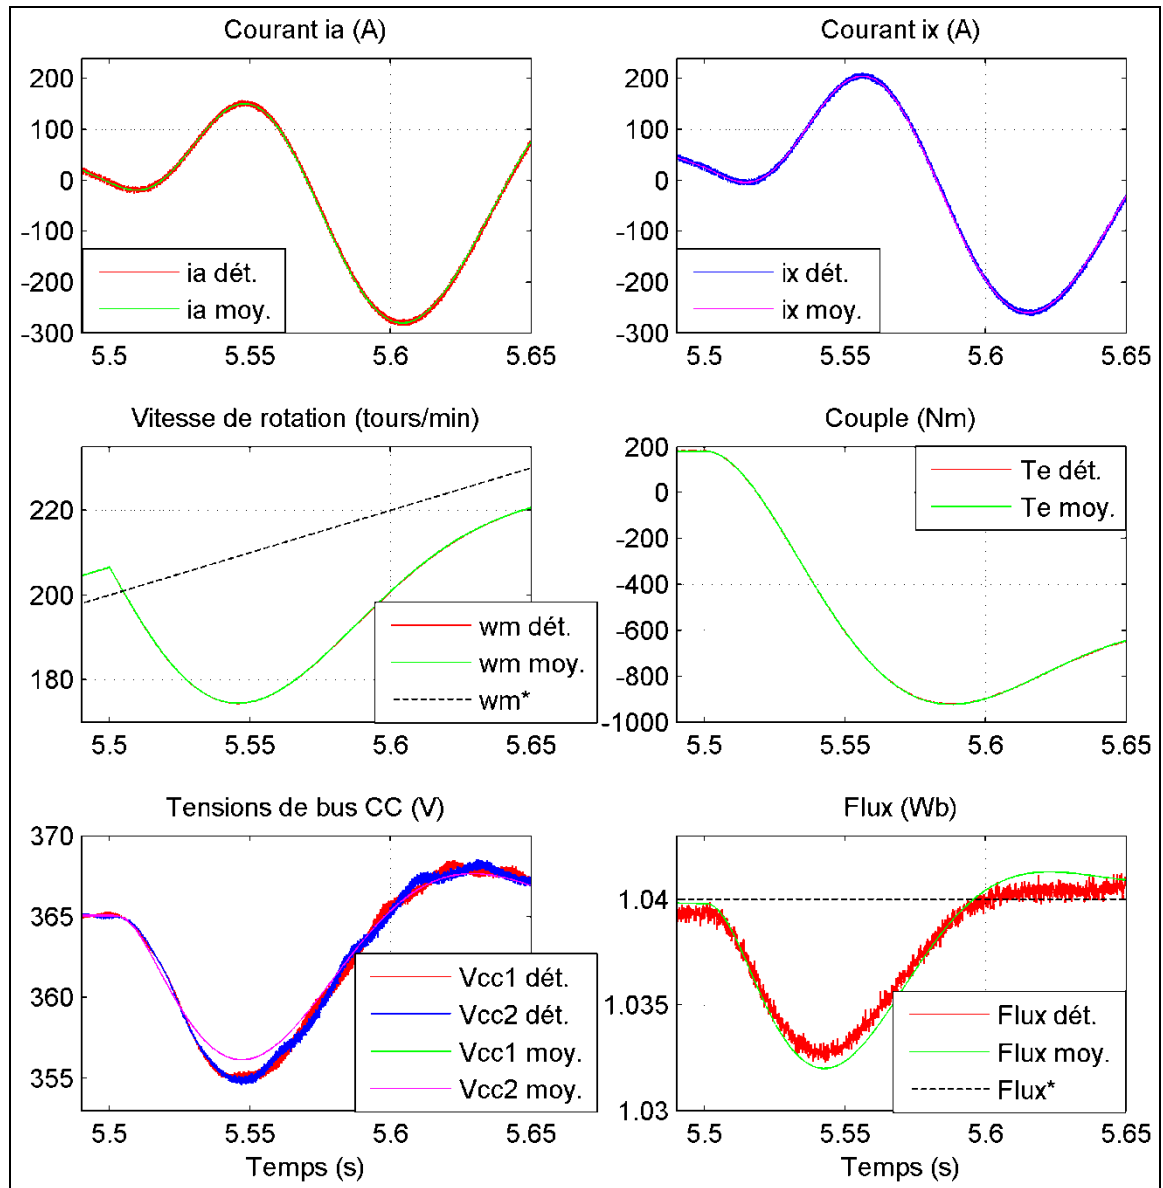 Courant ia (A)
200
100
0
-100
-200
-300
ia dét.
ia moy.
5.5
5.55
5.6
5.65
Courant ix (A)
200
100
0
-100
-200
-300
ix dét.
ix moy.
5.5
5.55
5.6
5.65
Vitesse de rotation (tours/min)
220
200
180
wm dét.
wm moy.
wm*
5.5
5.55
5.6
5.65
Couple (Nm)
200
0
-200
-400
-600
-800
-1000
Te dét.
Te moy.
5.5
5.55
5.6
5.65
Tensions de bus CC (V)
370
365
360
355
Vcc1 dét.
Vcc2 dét.
Vcc1 moy.
Vcc2 moy.
5.5
5.55
5.6
5.65
Temps (s)
Flux (Wb)
1.04
1.035
1.03
Flux dét.
Flux moy.
Flux*
5.5
5.55
5.6
5.65
Temps (s)